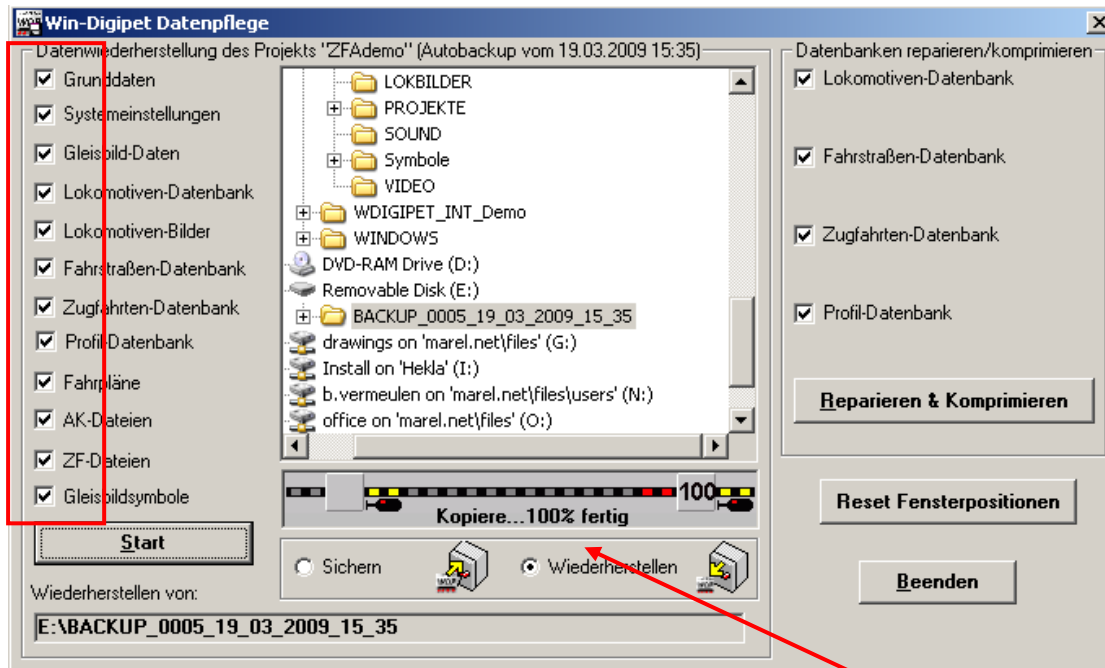 Win-Digipet Datenpflege
Datenwiederherstellung des Projekts "ZFAdemo" (Autobackup vom 19.03.2009 15:35)
Grunddaten
Systemeinstellungen
Gleisbild-Daten
Lokomotiven-Datenbank
Lokomotiven-Bilder
Fahrstraßen-Datenbank
Zugfahrten-Datenbank
Profil-Datenbank
Fahrpläne
AK-Dateien
ZF-Dateien
Gleisbildsymbole
Start
Wiederherstellen von:
E:\BACKUP_0005_19_03_2009_15_35
LOKBILDER
PROJEKTE
SOUND
Symbole
VIDEO
WDIGIPET_INT_Demo
WINDOWS
DVD-RAM Drive (D:)
Removable Disk (E:)
BACKUP_0005_19_03_2009_15_35
drawings on 'marel.net\files' (G:)
Install on 'Hekla' (I:)
b.vermeulen on 'marel.net\files\users' (N:)
office on 'marel.net\files' (O:)
100
Kopiere...100% fertig
Sichern
Wiederherstellen
Datenbanken reparieren/komprimieren
Lokomotiven-Datenbank
Fahrstraßen-Datenbank
Zugfahrten-Datenbank
Profil-Datenbank
Reparieren & Komprimieren
Reset Fensterpositionen
Beenden